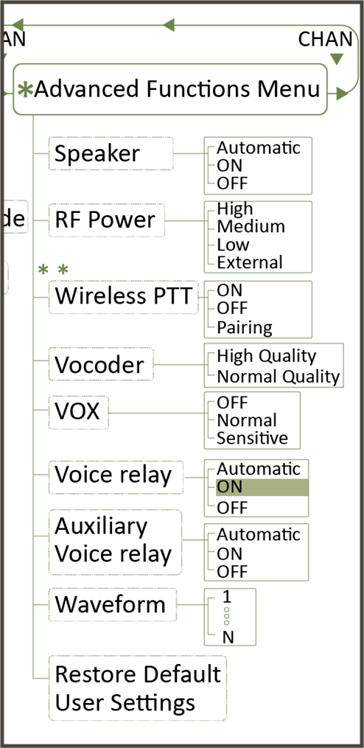 AN
CHAN
*Advanced Functions Menu
Speaker
Automatic
ON
OFF
de
RF Power
High
Medium
Low
External
* *
Wireless PTT
ON
OFF
Pairing
Vocoder
High Quality
Normal Quality
VOX
OFF
Normal
Sensitive
Voice relay
Automatic
ON
OFF
Auxiliary
Voice relay
Automatic
ON
OFF
Waveform
1
N
Restore Default
User Settings